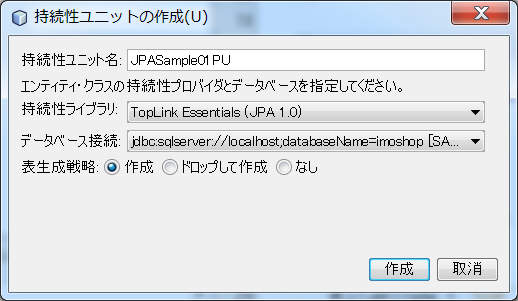 持続性ユニットの作成(U)
持続性ユニット名: JPASample01PU
エンティティ・クラスの持続性プロバイダとデータベースを指定してください。
持続性ライブラリ: TopLink Essentials (JPA 1.0)
データベース接続: jdbc:sqlserver://localhost;databaseName=imoshop [SA...
表生成戦略: 作成 ドロップして作成 なし
作成 取消